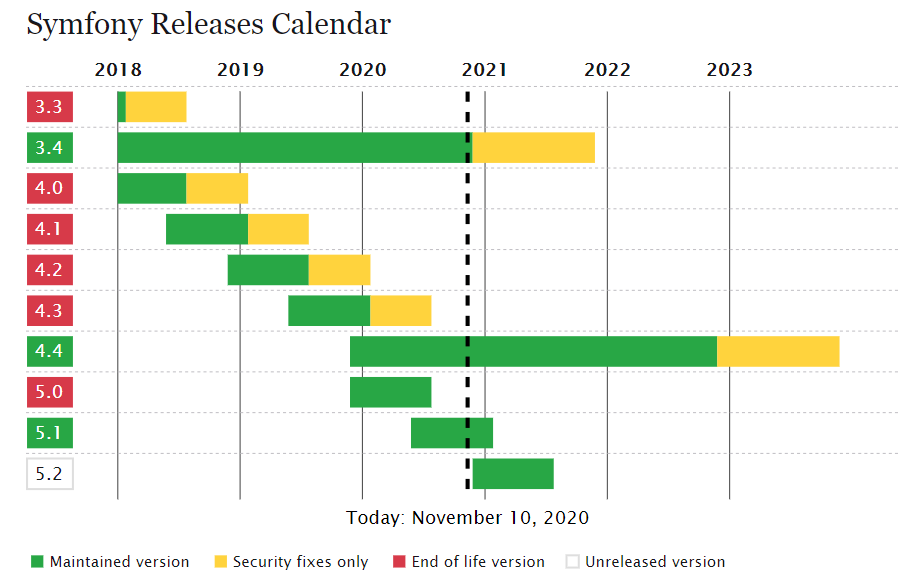 Symfony Releases Calendar
2018 2019 2020 2021 2022 2023
3.3
3.4
4.0
4.1
4.2
4.3
4.4
5.0
5.1
5.2
Today: November 10, 2020
Maintained version Security fixes only End of life version Unreleased version